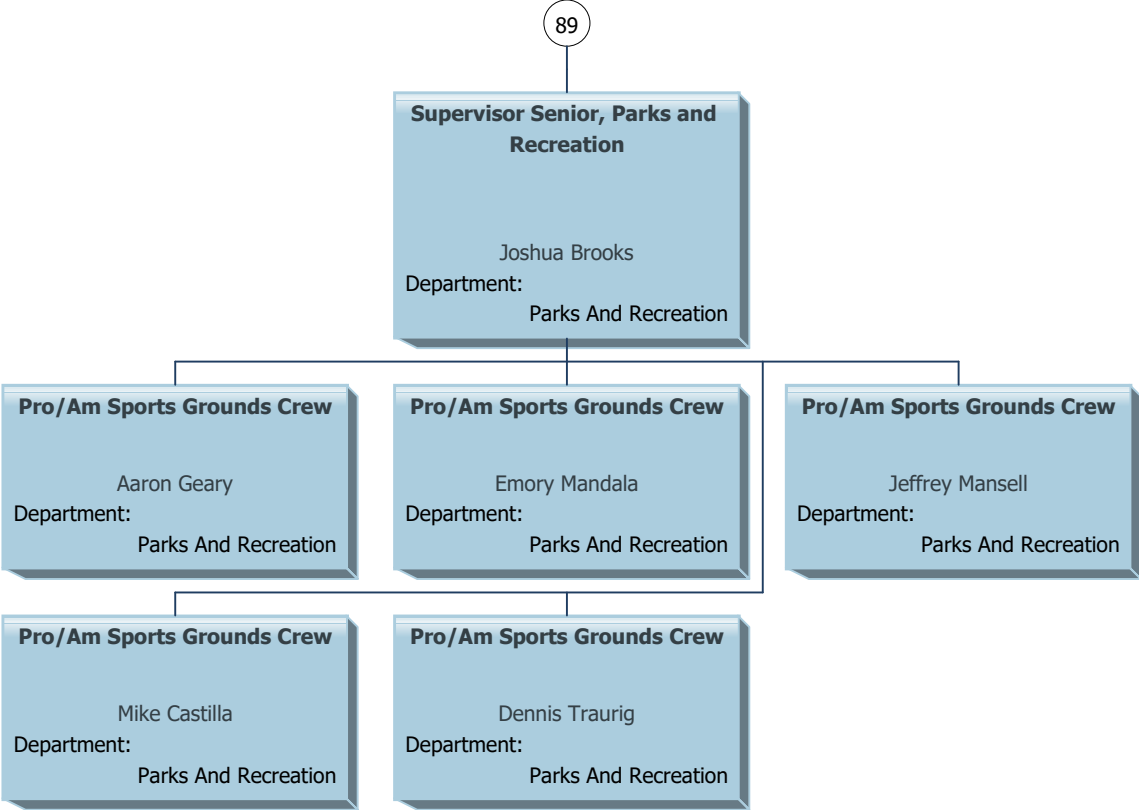 89
Supervisor Senior, Parks and
Recreation
Joshua Brooks
Department:
Parks And Recreation
Pro/Am Sports Grounds Crew
Aaron Geary
Department:
Parks And Recreation
Pro/Am Sports Grounds Crew
Emory Mandala
Department:
Parks And Recreation
Pro/Am Sports Grounds Crew
Jeffrey Mansell
Department:
Parks And Recreation
Pro/Am Sports Grounds Crew
Mike Castilla
Department:
Parks And Recreation
Pro/Am Sports Grounds Crew
Dennis Traurig
Department:
Parks And Recreation